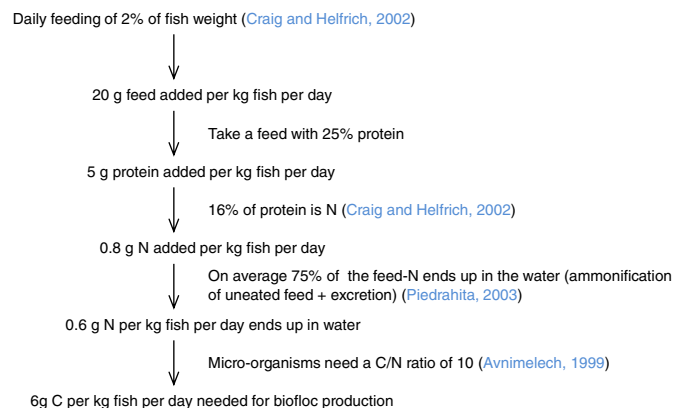 Daily feeding of 2% of fish weight (Craig and Helfrich, 2002)
20 g feed added per kg fish per day
Take a feed with 25% protein
5 g protein added per kg fish per day
16% of protein is N (Craig and Helfrich, 2002)
0.8 g N added per kg fish per day
On average 75% of the feed-N ends up in the water (ammonification
of uneated feed + excretion) (Piedrahita, 2003)
0.6 g N per kg fish per day ends up in water
Micro-organisms need a C/N ratio of 10 (Avnimelech, 1999)
6g C per kg fish per day needed for biofloc production